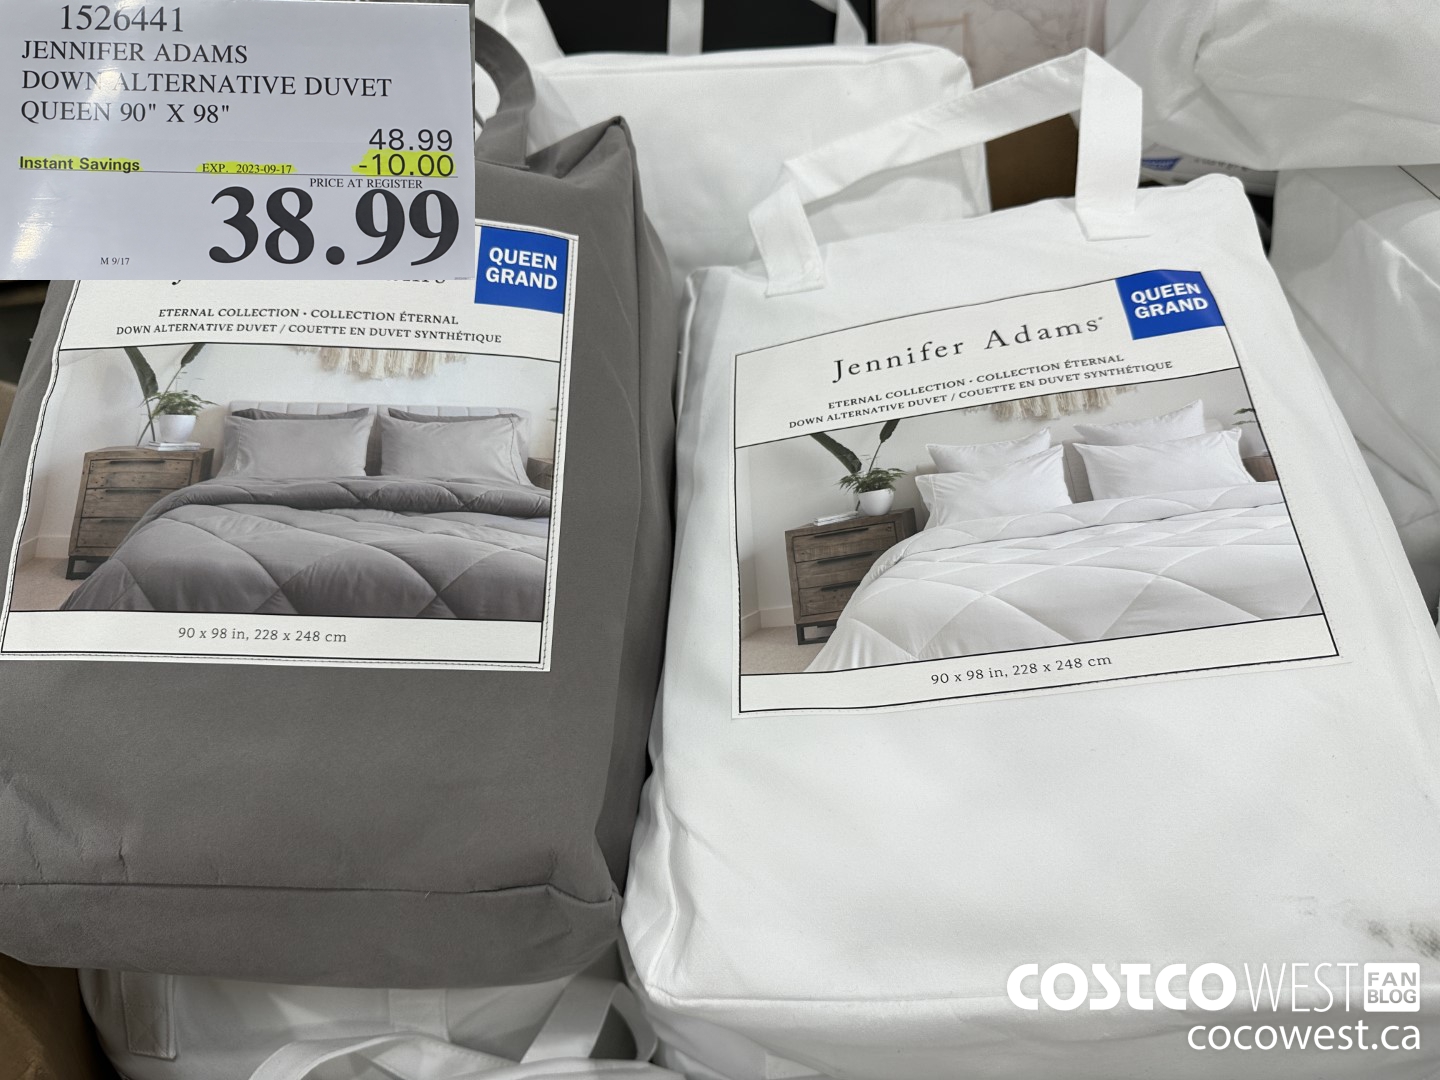 1526441
JENNIFER ADAMS
DOWN ALTERNATIVE DUVET
QUEEN 90" X 98"
48.99
Instant Savings EXP. 2023-09-17 -10.00
PRICE AT REGISTER
38.99
M 9/17
QUEEN
GRAND
ETERNAL COLLECTION · COLLECTION ÉTERNAL
DOWN ALTERNATIVE DUVET / COUETTE EN DUVET SYNTHÉTIQUE
90 x 98 in, 228 x 248 cm
QUEEN
GRAND
Jennifer Adams
ETERNAL COLLECTION · COLLECTION ÉTERNAL
DOWN ALTERNATIVE DUVET / COUETTE EN DUVET SYNTHÉTIQUE
90 x 98 in, 228 x 248 cm
COSTCO WEST FAN
BLOG
cocowest.ca